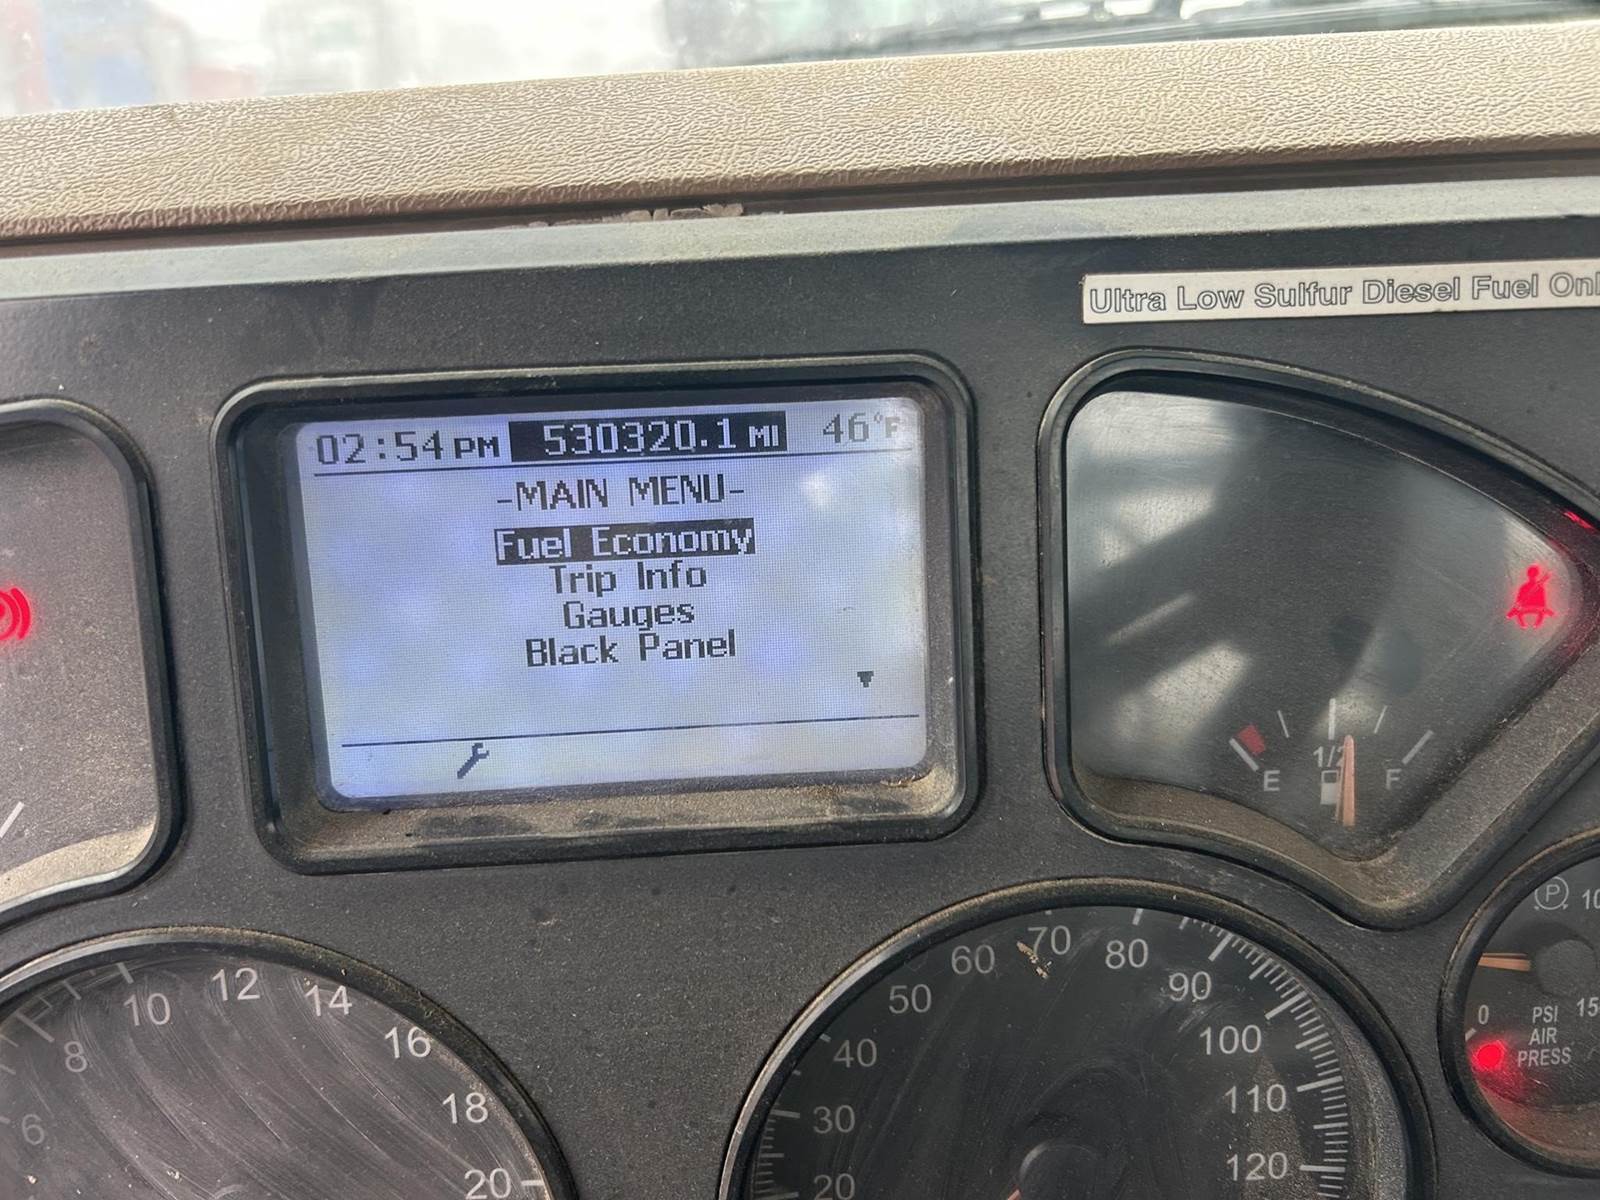 Ultra Low Sulfur Diesel Fuel Onl
02:54 PM 530320.1 MI 46°F
-MAIN MENU-
Fuel Economy
Trip Info
Gauges
Black Panel
1/2
E F
6
8
10
12
14
16
18
20
20
30
40
50
60
70
80
90
100
110
120
P 10
0 PSI 15
AIR
PRESS